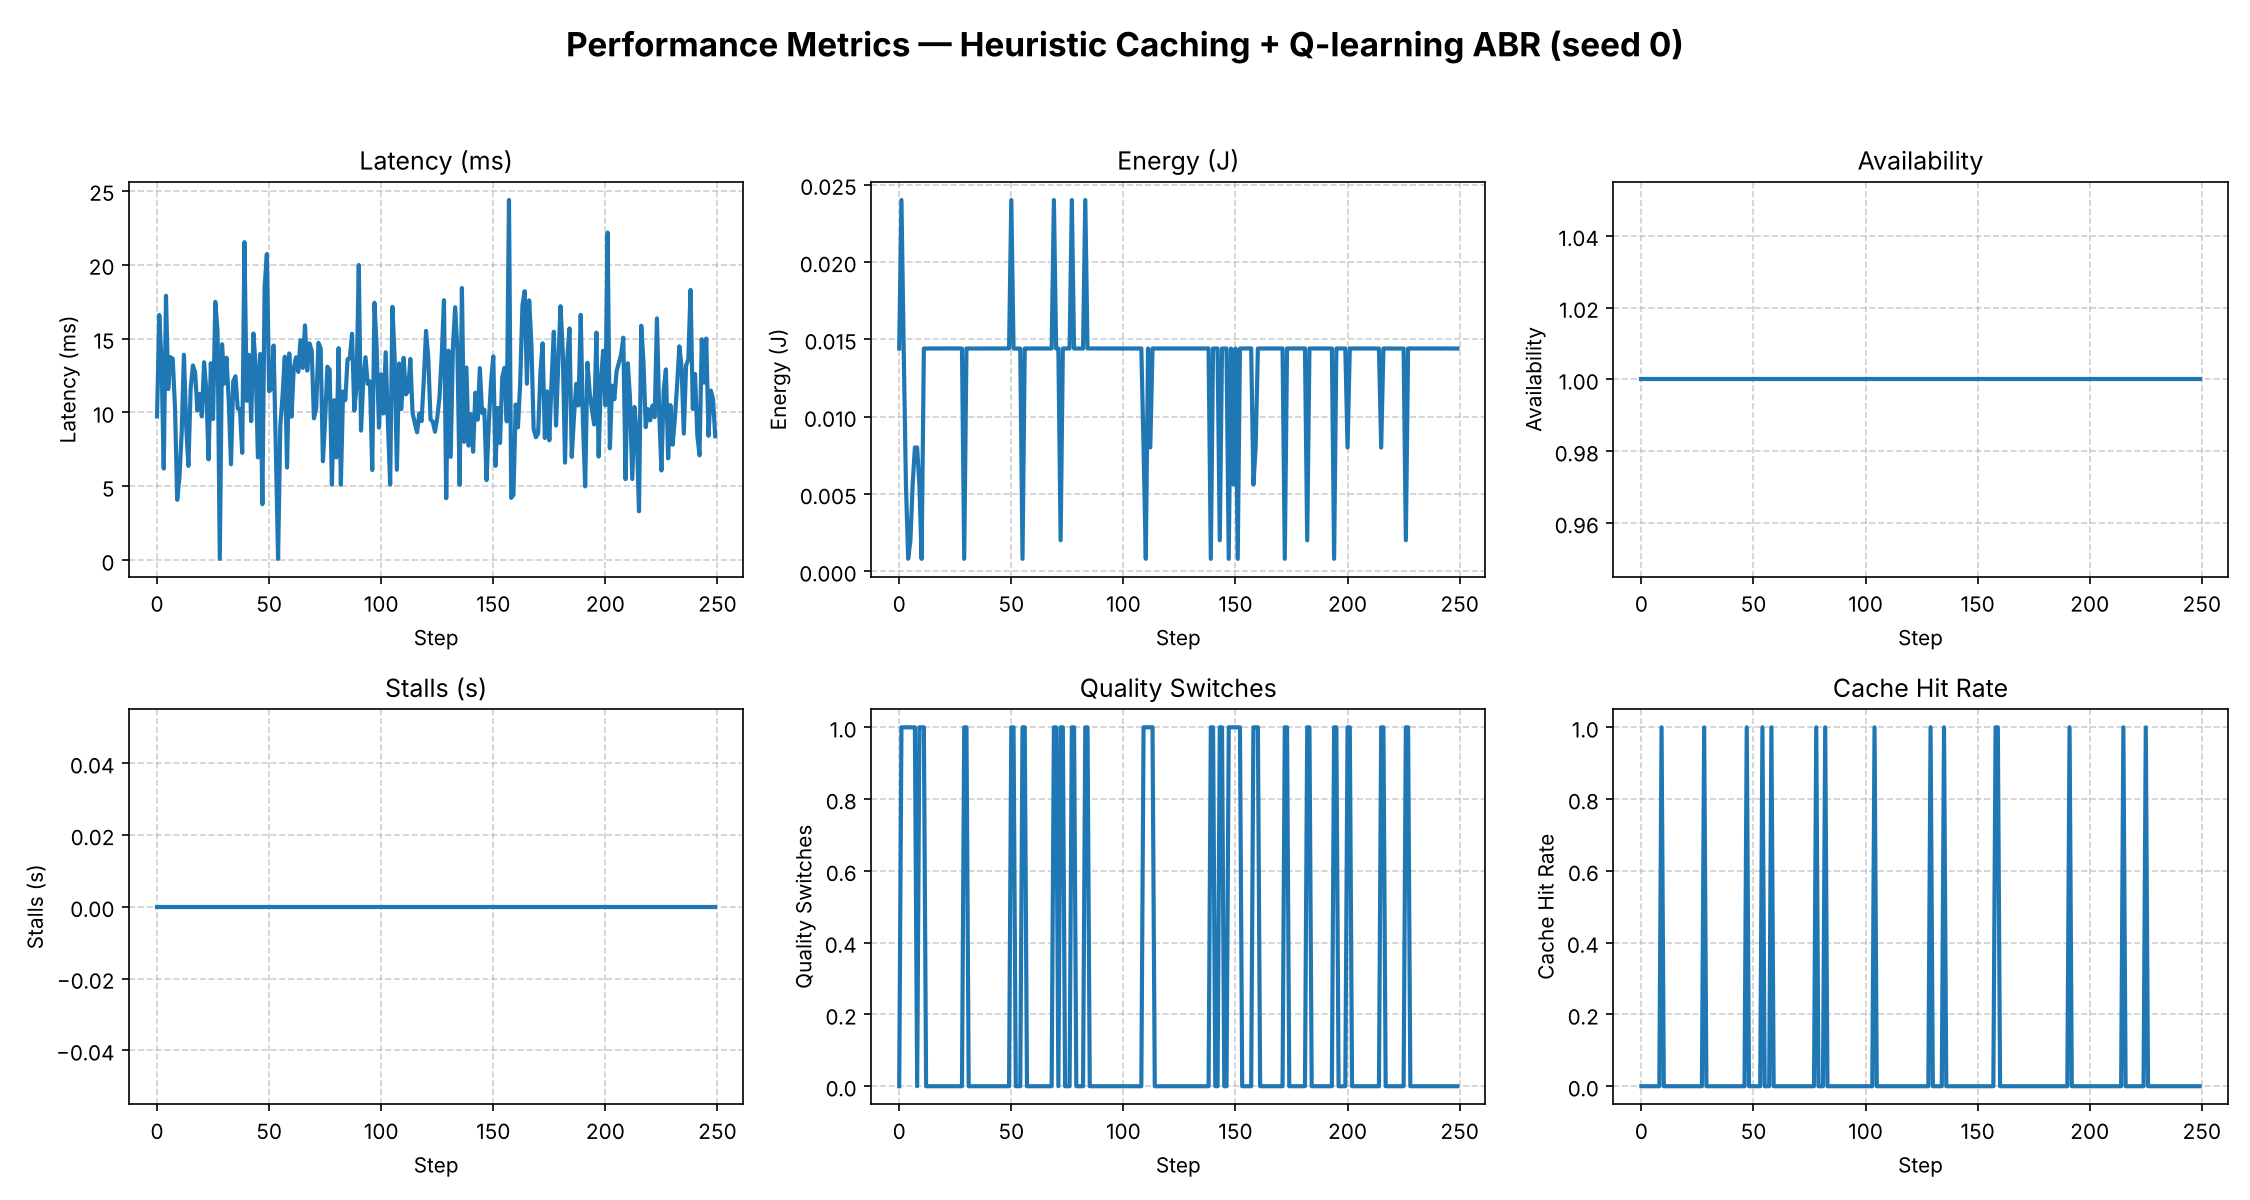 Performance Metrics — Heuristic Caching + Q-learning ABR (seed 0)
Latency (ms)
25
20
15
10
5
0
Latency (ms)
0 50 100 150 200 250
Step
Energy (J)
0.025
0.020
0.015
0.010
0.005
0.000
Energy (J)
0 50 100 150 200 250
Step
Availability
1.04
1.02
1.00
0.98
0.96
Availability
0 50 100 150 200 250
Step
Stalls (s)
0.04
0.02
0.00
−0.02
−0.04
Stalls (s)
0 50 100 150 200 250
Step
Quality Switches
1.0
0.8
0.6
0.4
0.2
0.0
Quality Switches
0 50 100 150 200 250
Step
Cache Hit Rate
1.0
0.8
0.6
0.4
0.2
0.0
Cache Hit Rate
0 50 100 150 200 250
Step